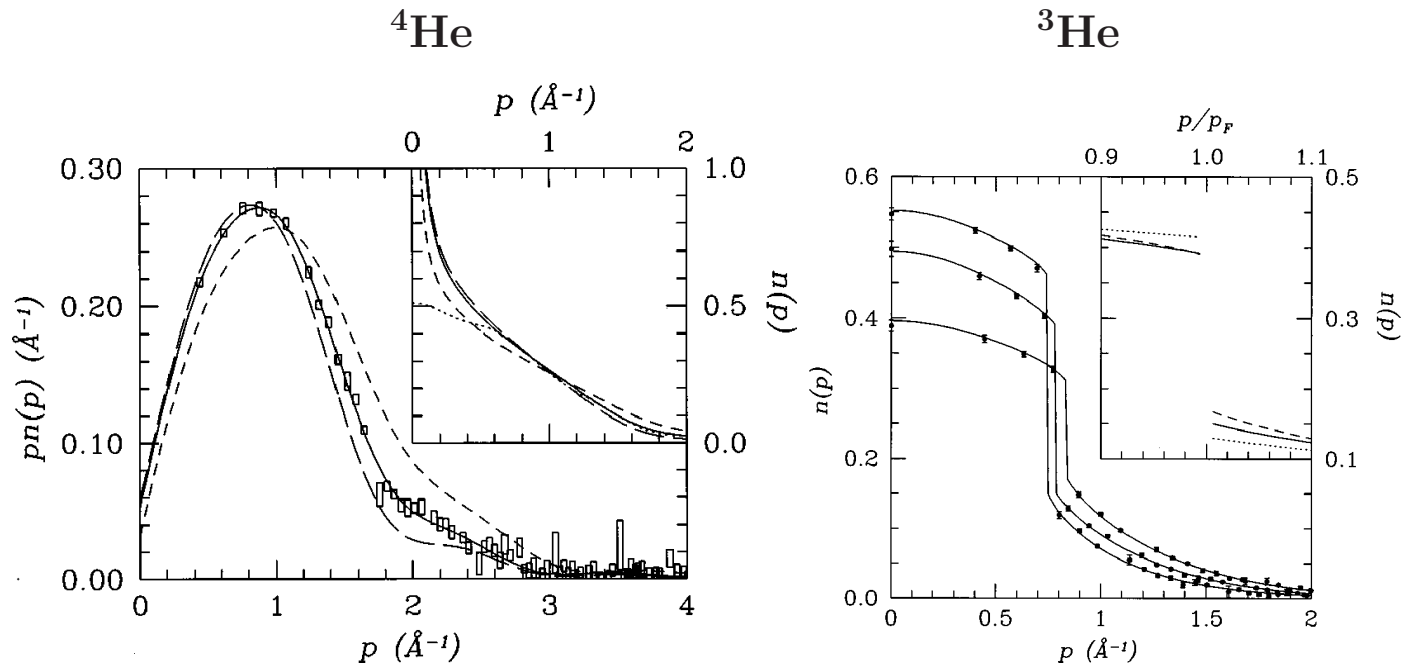 ⁴He
p (Å⁻¹)
0 1 2
0.30
0.20
0.10
0.00
pn(p) (Å⁻¹)
1.0
0.5
0.0
n(p)
0 1 2 3 4
p (Å⁻¹)
³He
p/p_F
0.9 1.0 1.1
0.6
0.4
0.2
0.0
n(p)
0.5
0.3
0.1
n(p)
0 0.5 1 1.5 2
p (Å⁻¹)